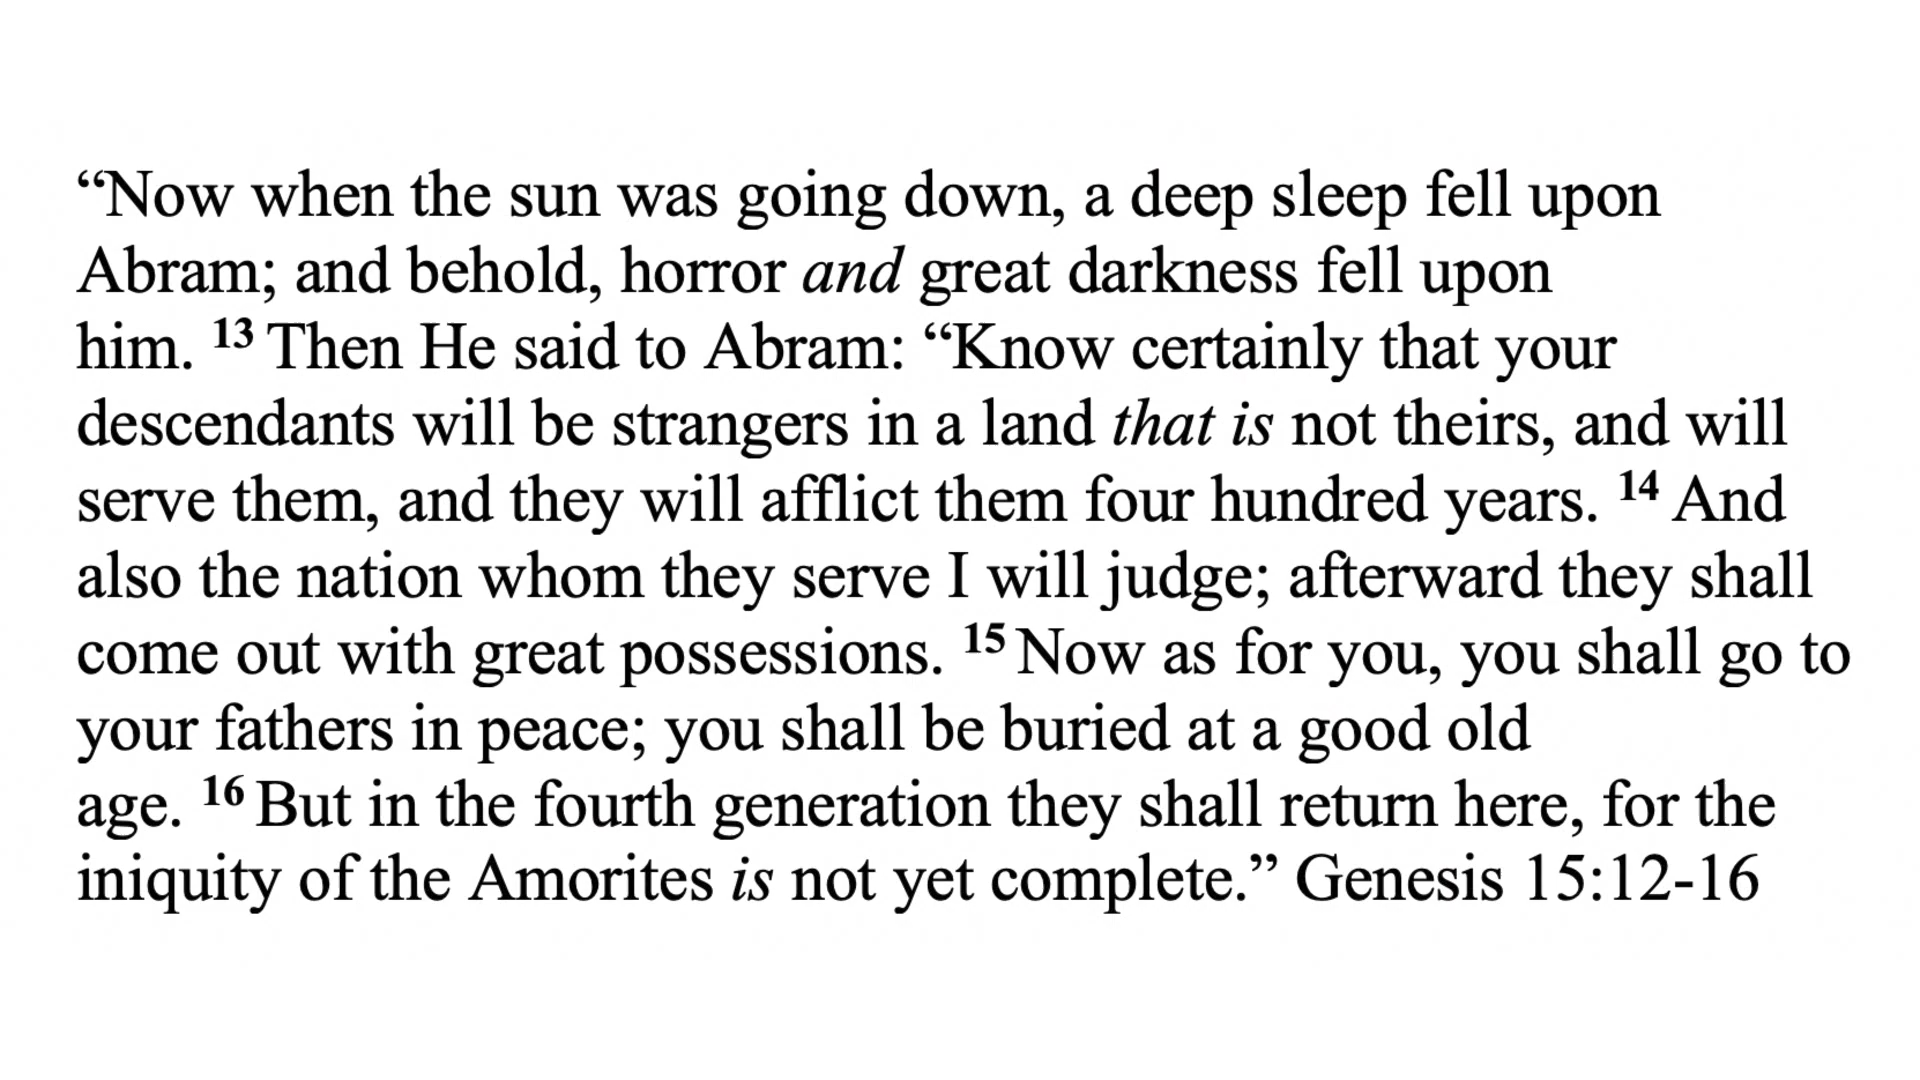 “Now when the sun was going down, a deep sleep fell upon
Abram; and behold, horror and great darkness fell upon
him. 13 Then He said to Abram: “Know certainly that your
descendants will be strangers in a land that is not theirs, and will
serve them, and they will afflict them four hundred years. 14 And
also the nation whom they serve I will judge; afterward they shall
come out with great possessions. 15 Now as for you, you shall go to
your fathers in peace; you shall be buried at a good old
age. 16 But in the fourth generation they shall return here, for the
iniquity of the Amorites is not yet complete.” Genesis 15:12-16